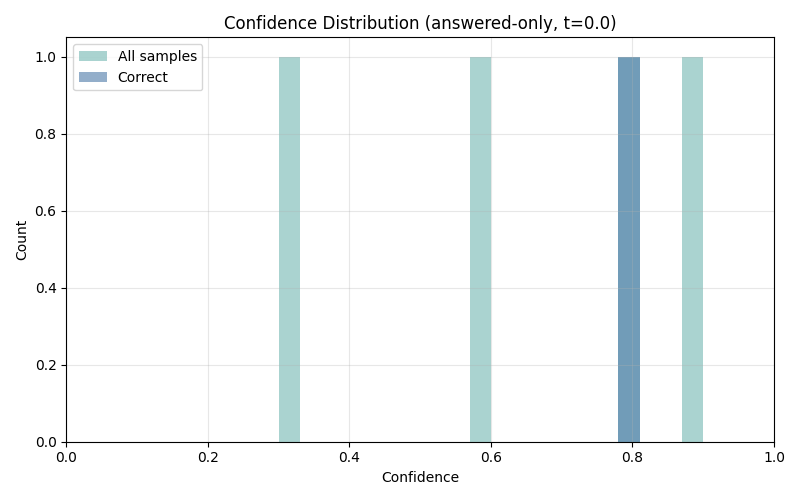 Confidence Distribution (answered-only, t=0.0)
All samples
Correct
1.0
0.8
0.6
0.4
0.2
0.0
Count
0.0 0.2 0.4 0.6 0.8 1.0
Confidence